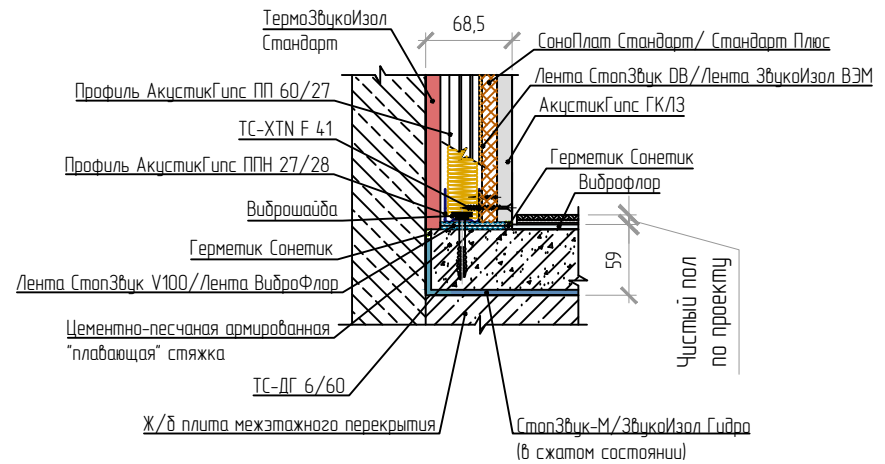 ТермоЗвукоИзол
Стандарт
68,5
СоноПлат Стандарт/ Стандарт Плюс
Профиль АкустикГипс ПП 60/27
Лента СтопЗвук DB/Лента ЗвукоИзол ВЭМ
ТС-XTN F 41
АкустикГипс ГКЛЗ
Профиль АкустикГипс ППН 27/28
Герметик Сонетик
Виброфлор
Виброшайба
Герметик Сонетик
59
Лента СтопЗвук V100/Лента ВиброФлор
Чистый пол
по проекту
Цементно-песчаная армированная
"плавающая" стяжка
ТС-ДГ 6/60
Ж/б плита межэтажного перекрытия
СтопЗвук-М/ЗвукоИзол Гидро
(в сжатом состоянии)